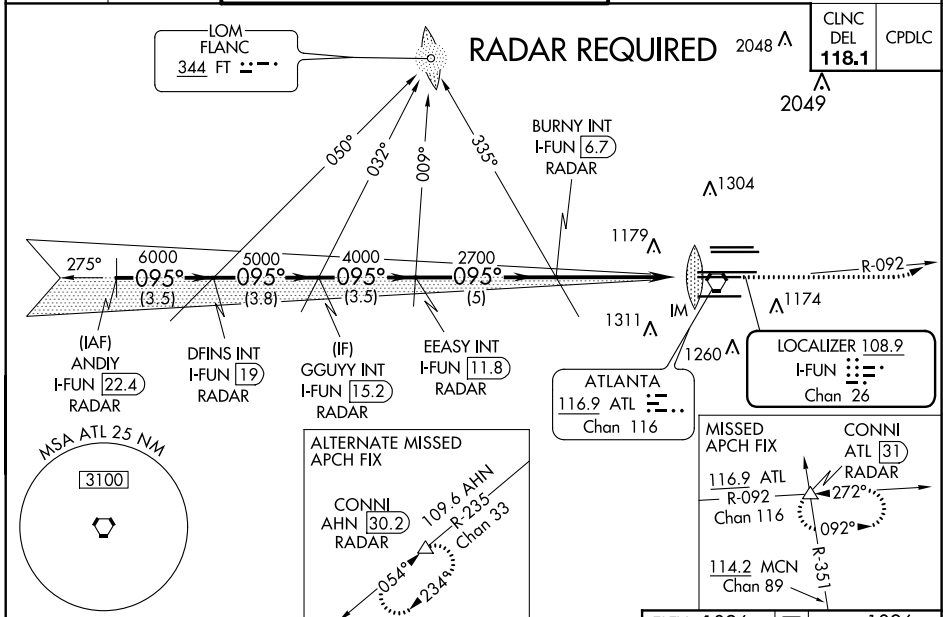 LOM
FLANC
344 FT
RADAR REQUIRED
2048
CLNC
DEL
118.1
CPDLC
2049
BURNY INT
I-FUN 6.7
RADAR
050°
032°
009°
335°
1304
1179
275°
6000
095°
(3.5)
5000
095°
(3.8)
4000
095°
(3.5)
2700
095°
(5)
R-092
IM
1174
1311
1260
(IAF)
ANDIY
I-FUN 22.4
RADAR
DFINS INT
I-FUN 19
RADAR
(IF)
GGUYY INT
I-FUN 15.2
RADAR
EEASY INT
I-FUN 11.8
RADAR
ATLANTA
116.9 ATL
Chan 116
LOCALIZER 108.9
I-FUN
Chan 26
MSA ATL 25 NM
3100
ALTERNATE MISSED
APCH FIX
CONNI
AHN 30.2
RADAR
109.6 AHN
R-235
Chan 33
054°
234°
MISSED
APCH FIX
CONNI
ATL 31
RADAR
116.9 ATL
R-092
Chan 116
272°
092°
R-351
114.2 MCN
Chan 89